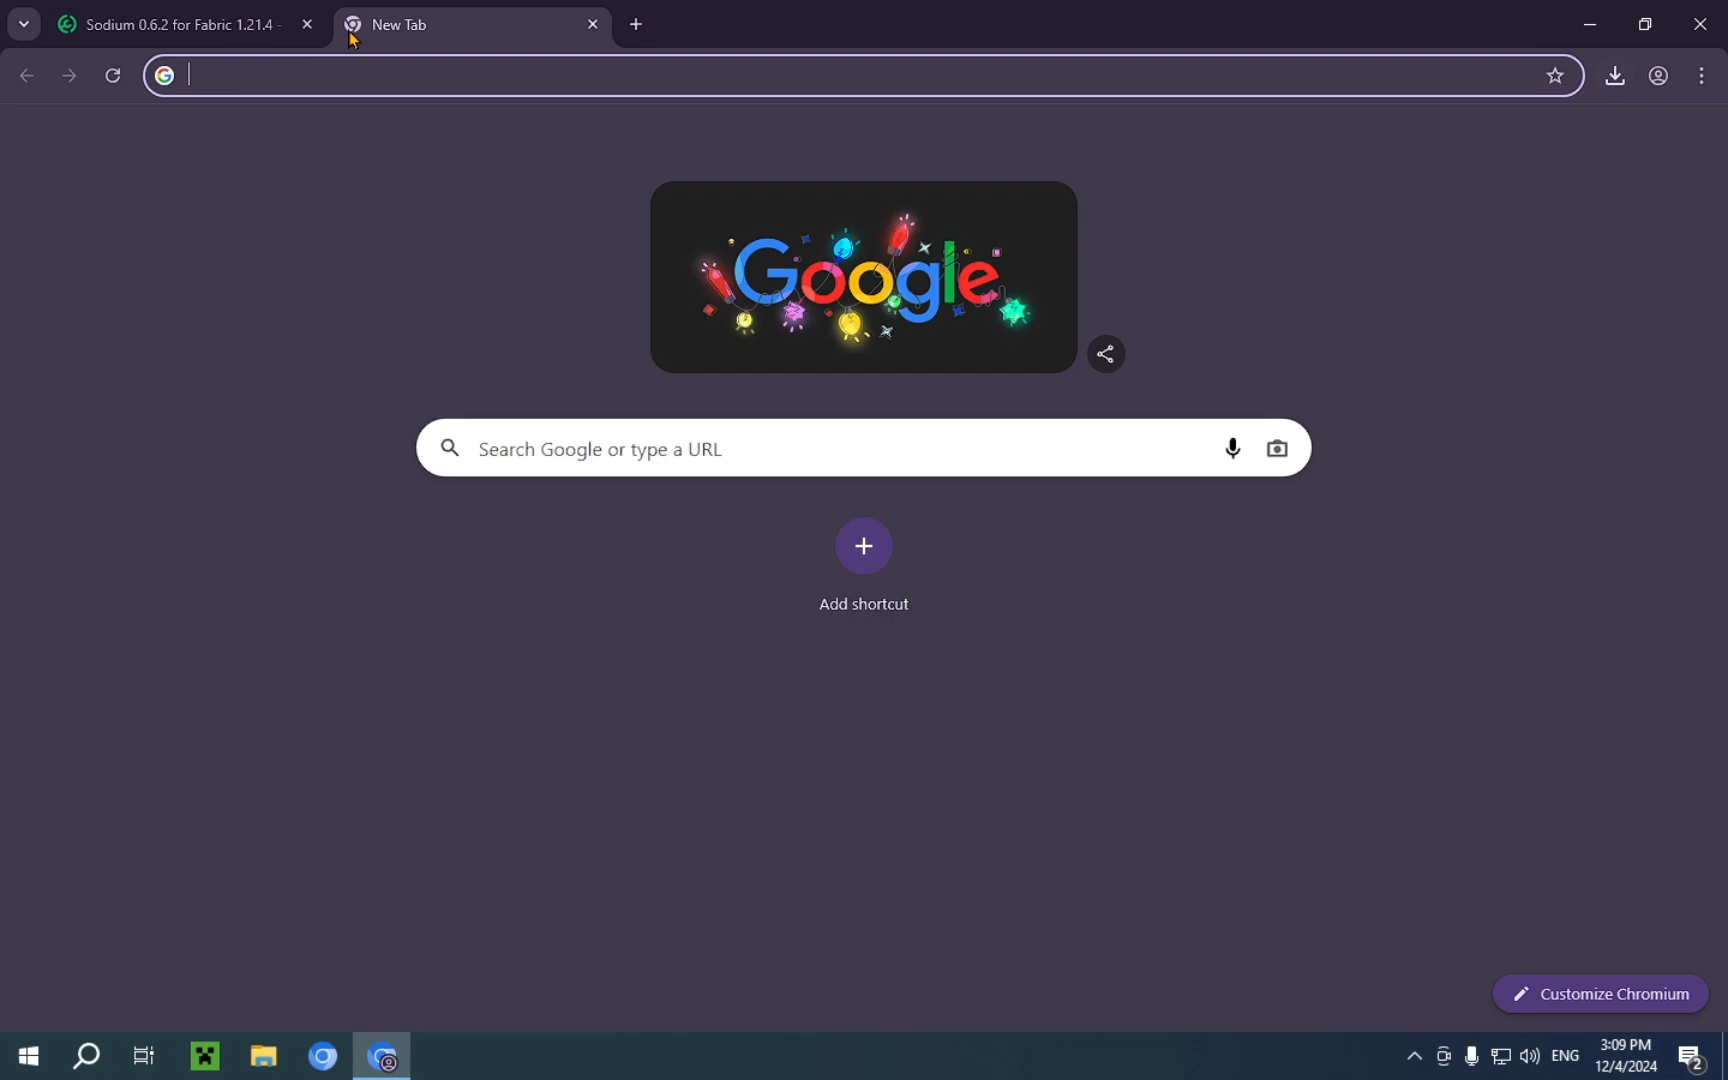 Sodium 0.6.2 for Fabric 1.21.4 -
New Tab
Google
Search Google or type a URL
Add shortcut
Customize Chromium
ENG
3:09 PM
12/4/2024
2